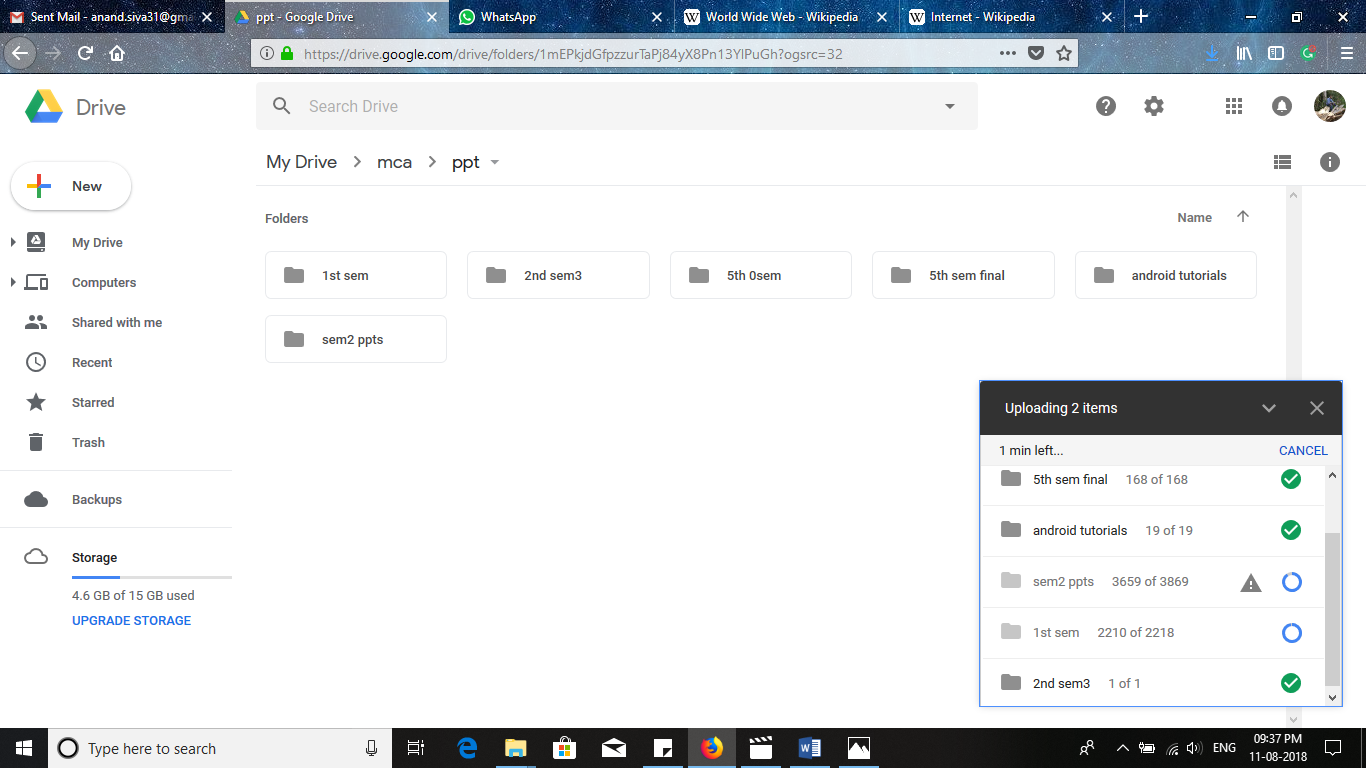 Sent Mail - anand.siva31@gma
ppt - Google Drive
WhatsApp
World Wide Web - Wikipedia
Internet - Wikipedia
https://drive.google.com/drive/folders/1mEPkjdGfpzzurTaPj84yX8Pn13YlPuGh?ogsrc=32
Drive
Search Drive
My Drive > mca > ppt
New
My Drive
Computers
Shared with me
Recent
Starred
Trash
Backups
Storage
4.6 GB of 15 GB used
UPGRADE STORAGE
Folders
Name
1st sem
2nd sem3
5th 0sem
5th sem final
android tutorials
sem2 ppts
Uploading 2 items
1 min left...
CANCEL
5th sem final 168 of 168
android tutorials 19 of 19
sem2 ppts 3659 of 3869
1st sem 2210 of 2218
2nd sem3 1 of 1
Type here to search
ENG
09:37 PM
11-08-2018